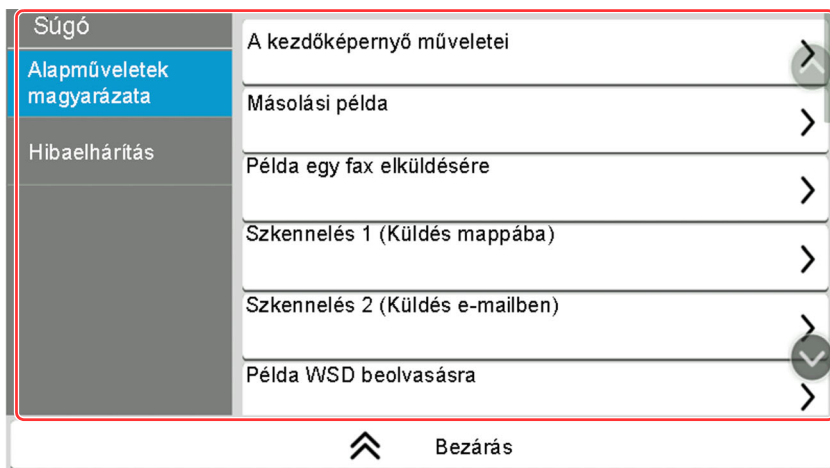 Súgó
Alapműveletek
magyarázata
Hibaelhárítás
A kezdőképernyő műveletei
Másolási példa
Példa egy fax elküldésére
Szkennelés 1 (Küldés mappába)
Szkennelés 2 (Küldés e-mailben)
Példa WSD beolvasásra
Bezárás